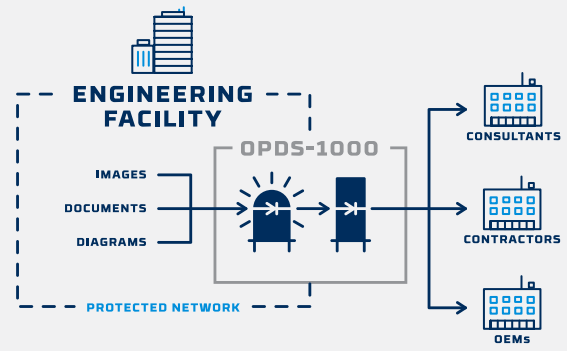 ENGINEERING
FACILITY
OPDS-1000
IMAGES
DOCUMENTS
DIAGRAMS
PROTECTED NETWORK
CONSULTANTS
CONTRACTORS
OEMs